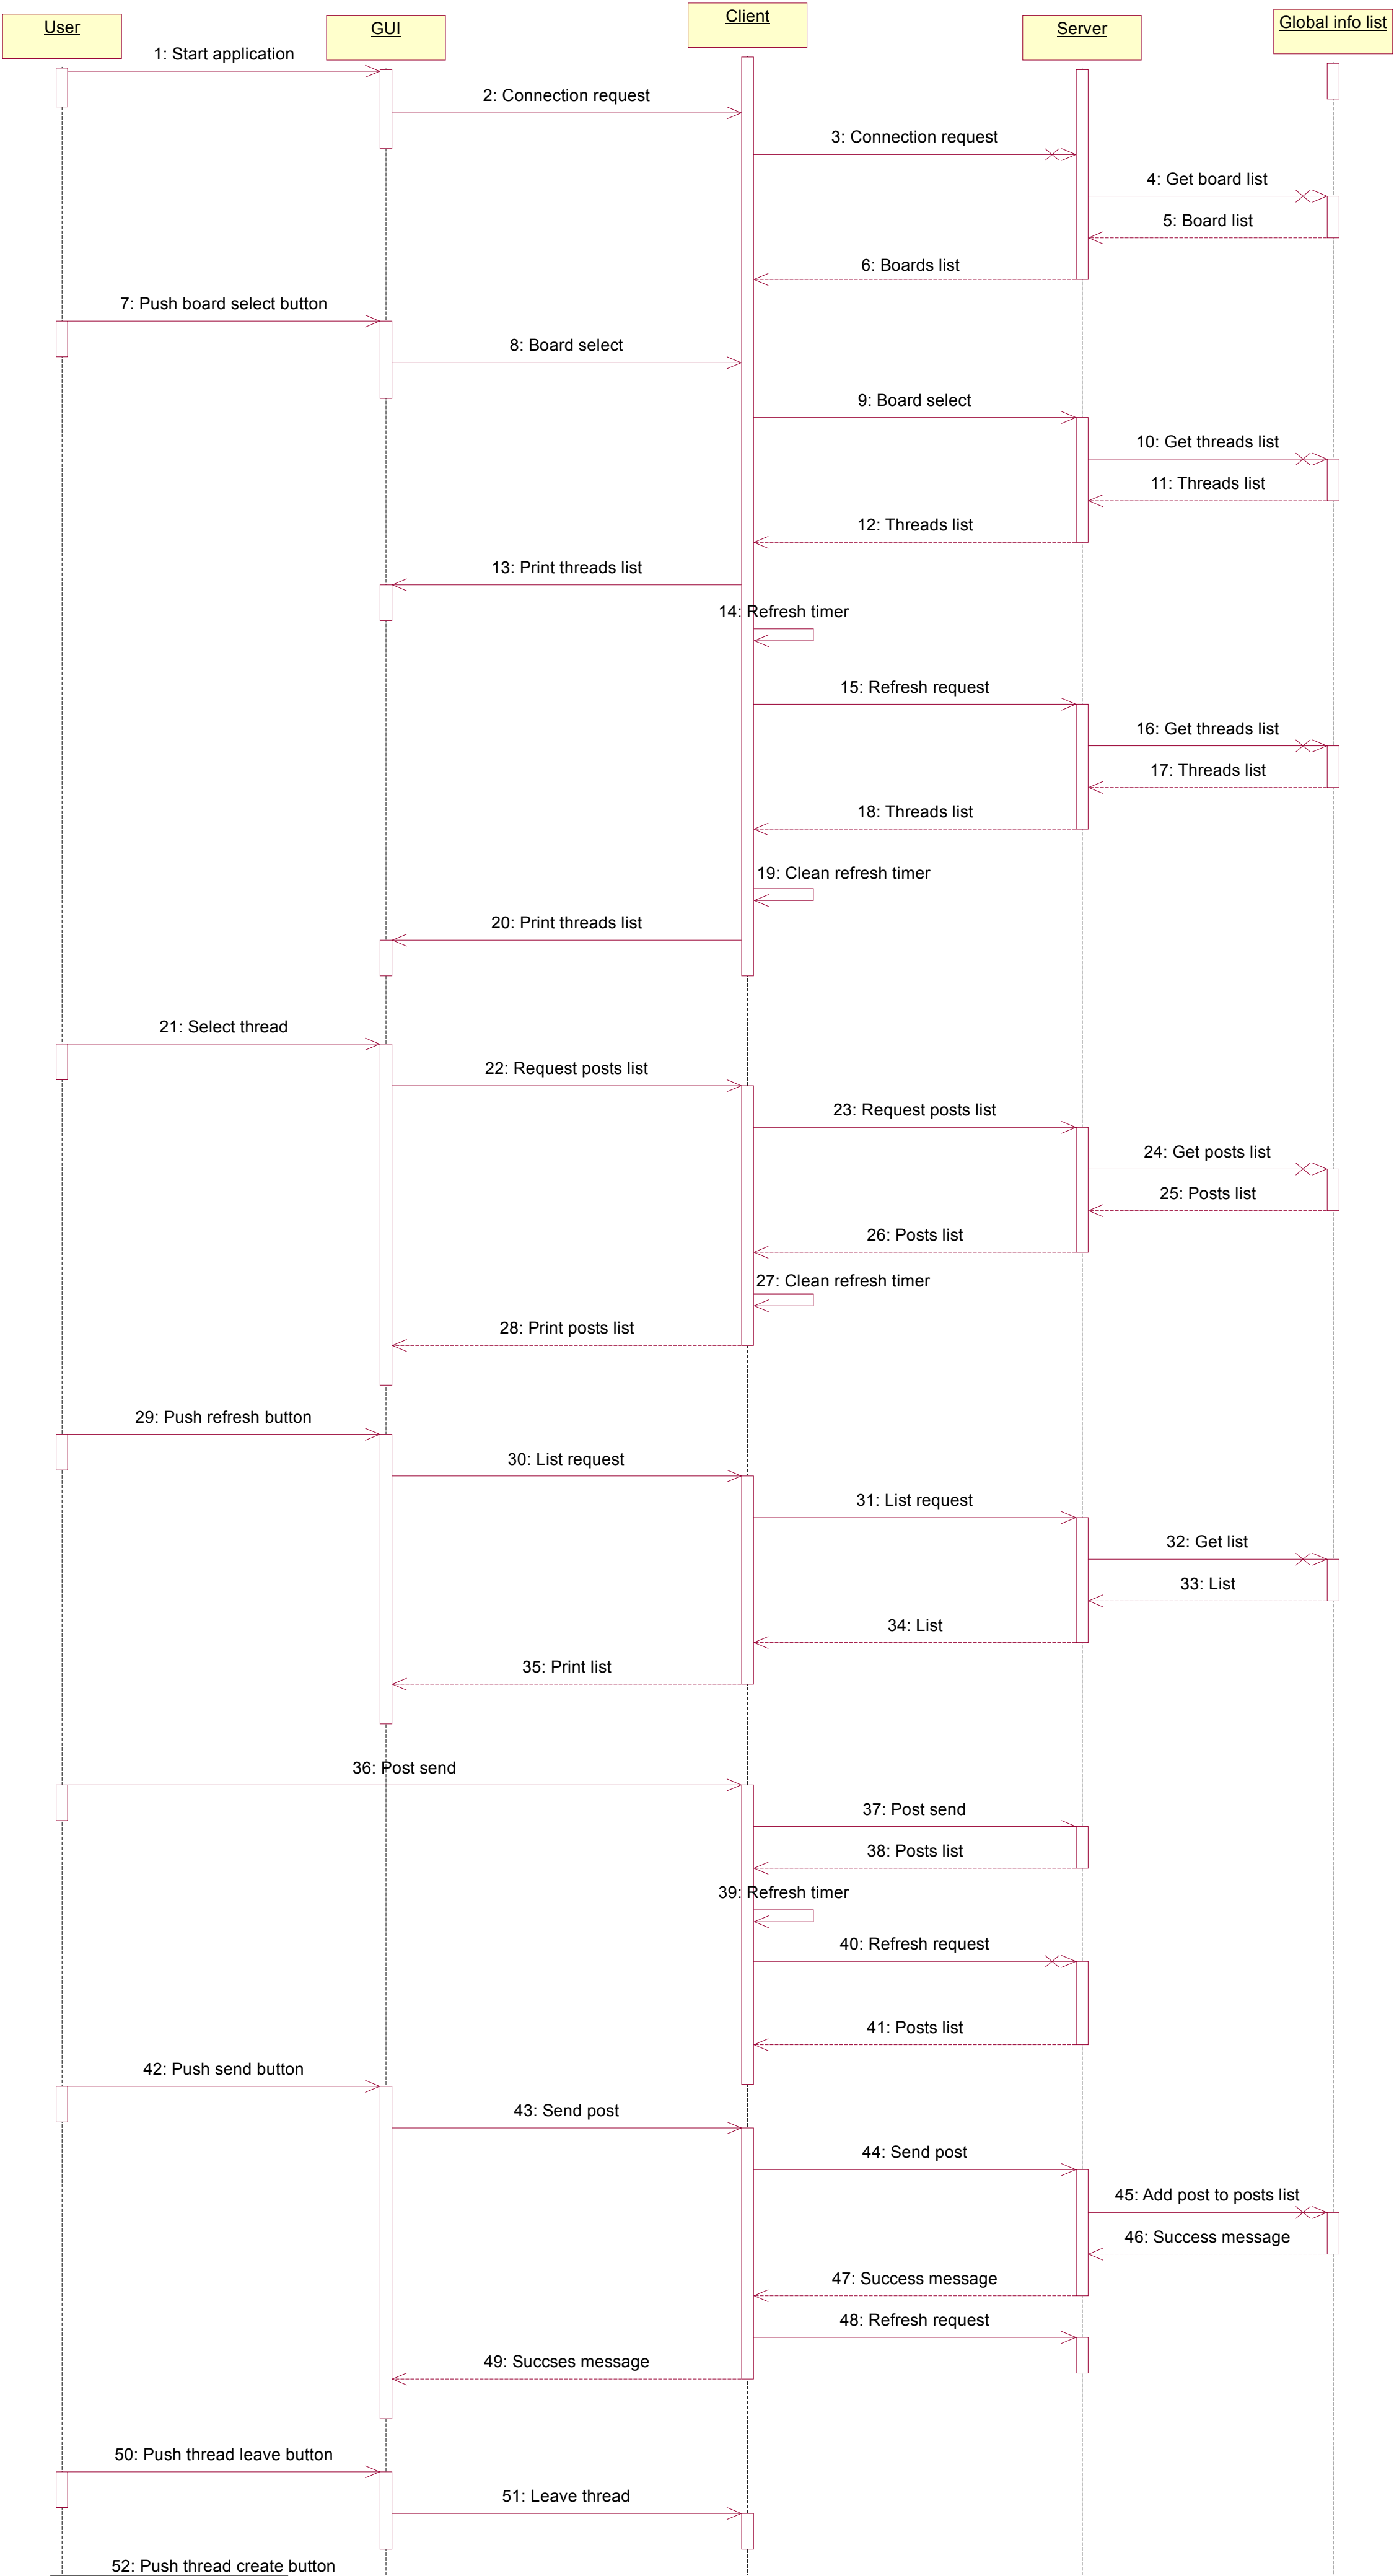 User
GUI
Client
Server
Global info list
1: Start application
2: Connection request
3: Connection request
4: Get board list
5: Board list
6: Boards list
7: Push board select button
8: Board select
9: Board select
10: Get threads list
11: Threads list
12: Threads list
13: Print threads list
14: Refresh timer
15: Refresh request
16: Get threads list
17: Threads list
18: Threads list
19: Clean refresh timer
20: Print threads list
21: Select thread
22: Request posts list
23: Request posts list
24: Get posts list
25: Posts list
26: Posts list
27: Clean refresh timer
28: Print posts list
29: Push refresh button
30: List request
31: List request
32: Get list
33: List
34: List
35: Print list
36: Post send
37: Post send
38: Posts list
39: Refresh timer
40: Refresh request
41: Posts list
42: Push send button
43: Send post
44: Send post
45: Add post to posts list
46: Success message
47: Success message
48: Refresh request
49: Succses message
50: Push thread leave button
51: Leave thread
52: Push thread create button